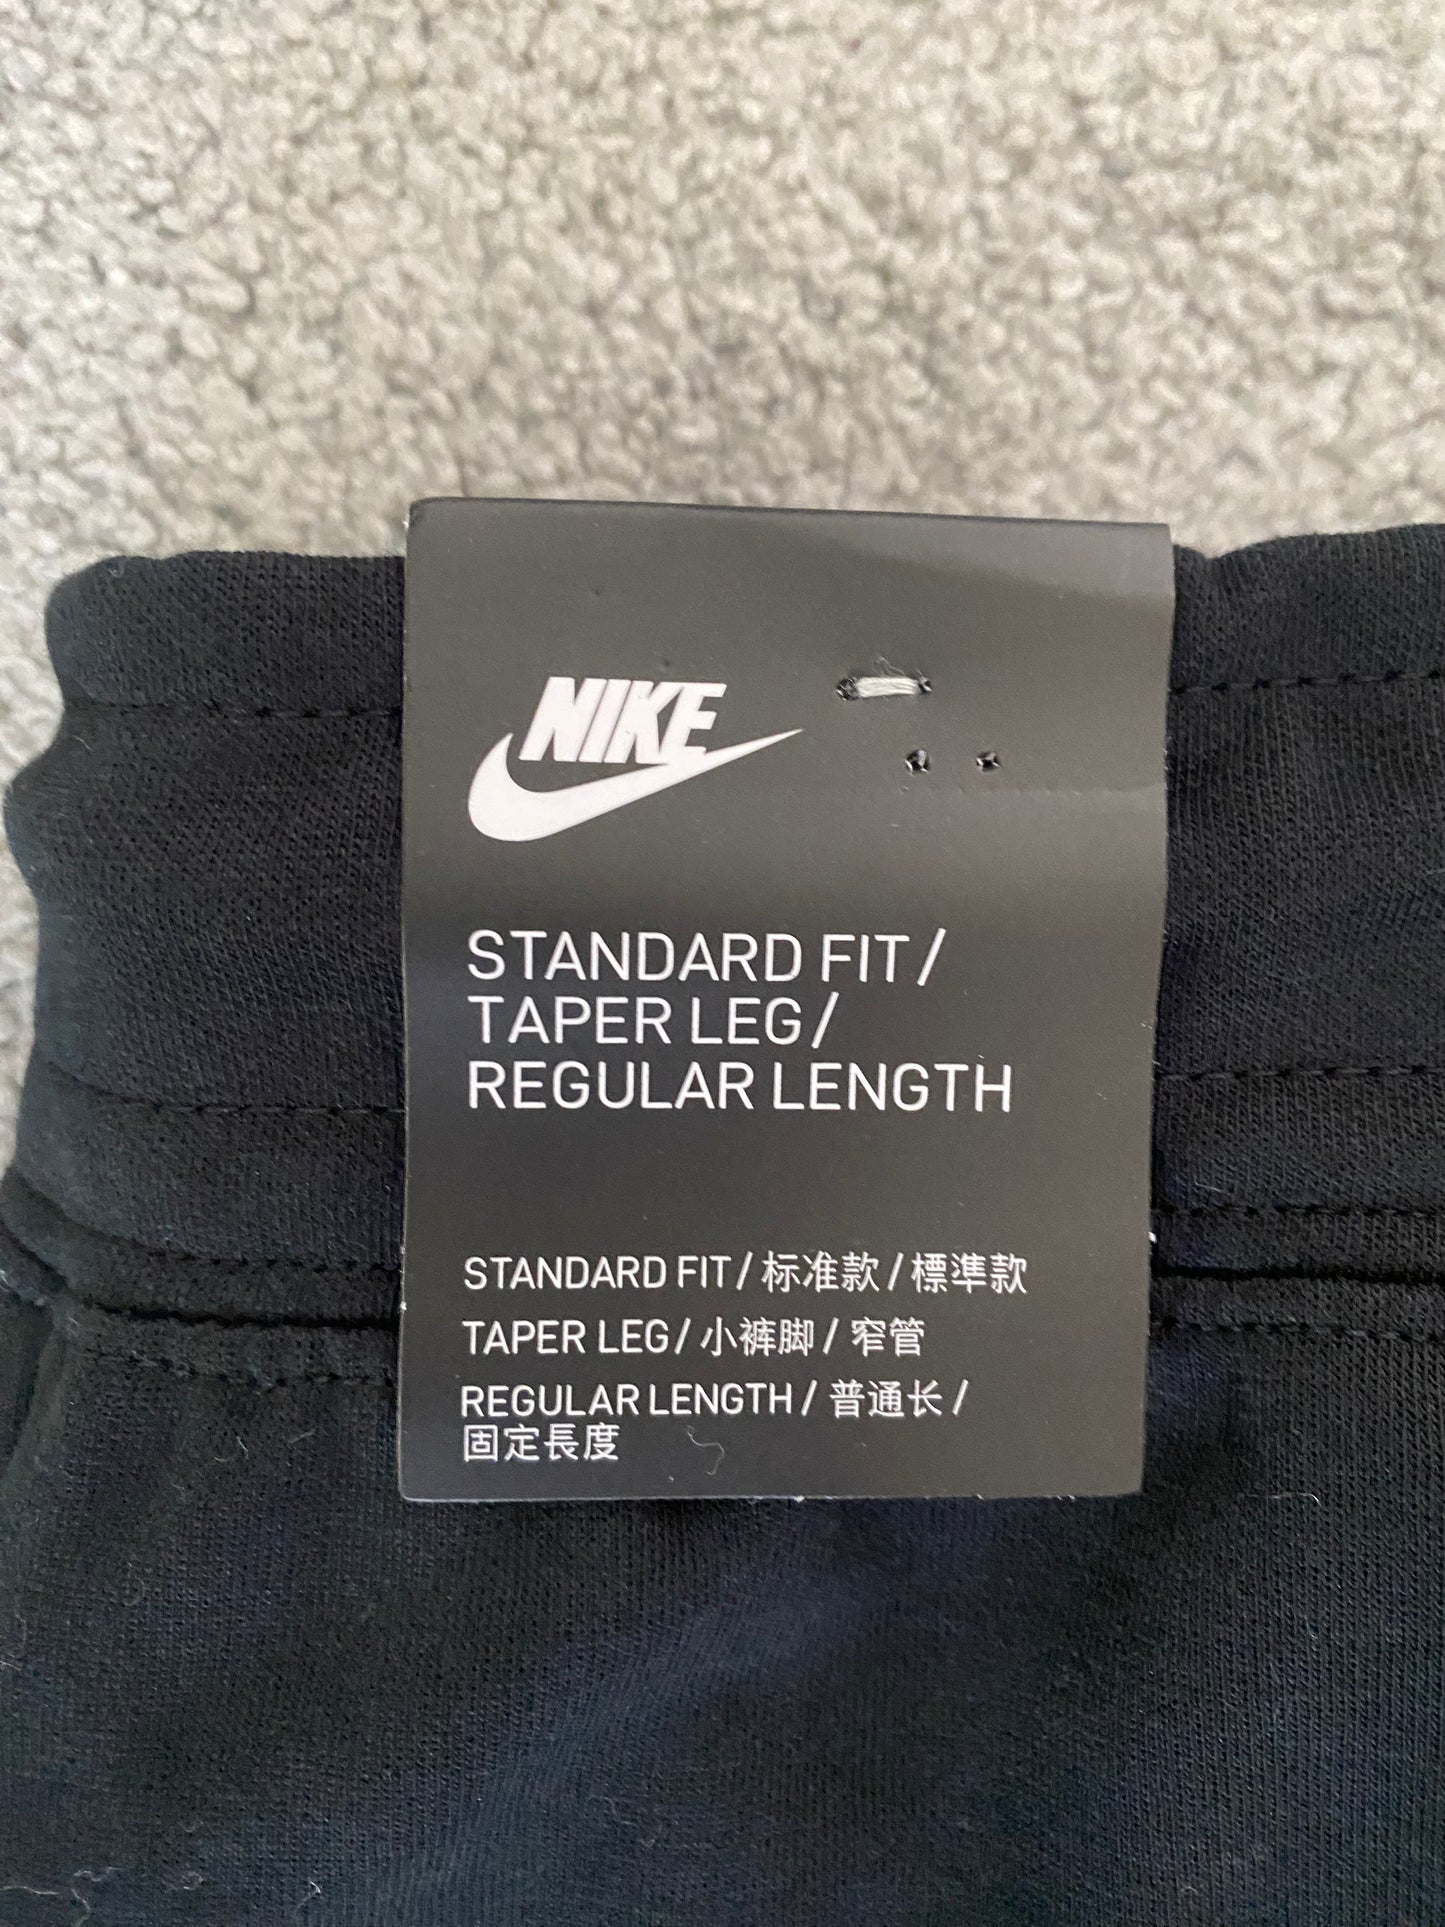 NIKE
STANDARD FIT/
TAPER LEG/
REGULAR LENGTH
STANDARD FIT/标准款/標準款
TAPER LEG/小裤脚/窄管
REGULAR LENGTH/普通长/
固定長度